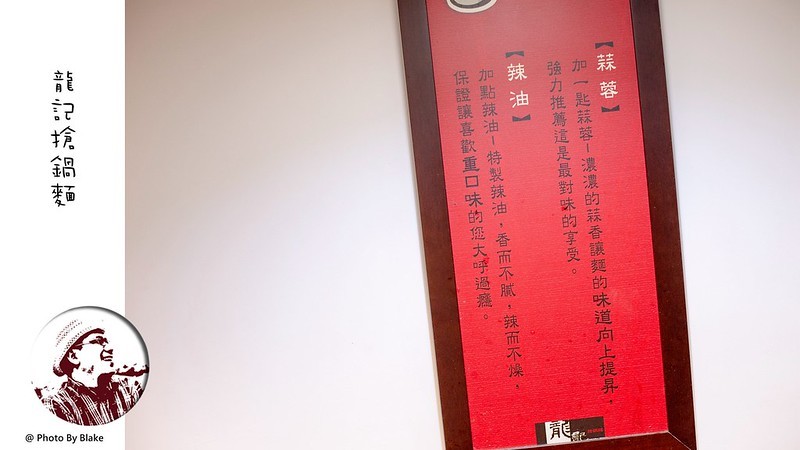 龍記搶鍋麵
【蒜蓉】
加一匙蒜蓉-濃濃的蒜香讓麵的味道向上提昇，
強力推薦這是最對味的享受。
【辣油】
加點辣油-特製辣油，香而不膩，辣而不燥，
保證讓喜歡重口味的您大呼過癮。
龍
@ Photo By Blake